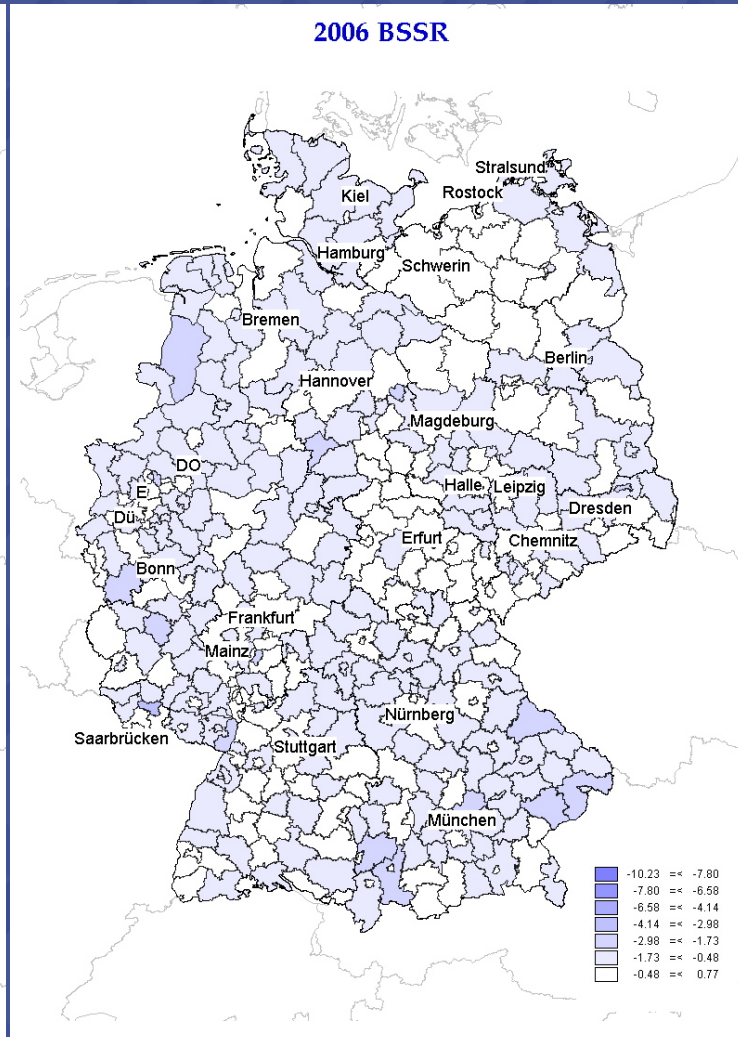 2006 BSSR
Stralsund
Rostock
Kiel
Hamburg
Schwerin
Bremen
Berlin
Hannover
Magdeburg
DO
E
Halle
Leipzig
Dü
Dresden
Erfurt
Chemnitz
Bonn
Frankfurt
Mainz
Nürnberg
Saarbrücken
Stuttgart
München
-10.23 =< -7.80
-7.80 =< -6.58
-6.58 =< -4.14
-4.14 =< -2.98
-2.98 =< -1.73
-1.73 =< -0.48
-0.48 =< 0.77